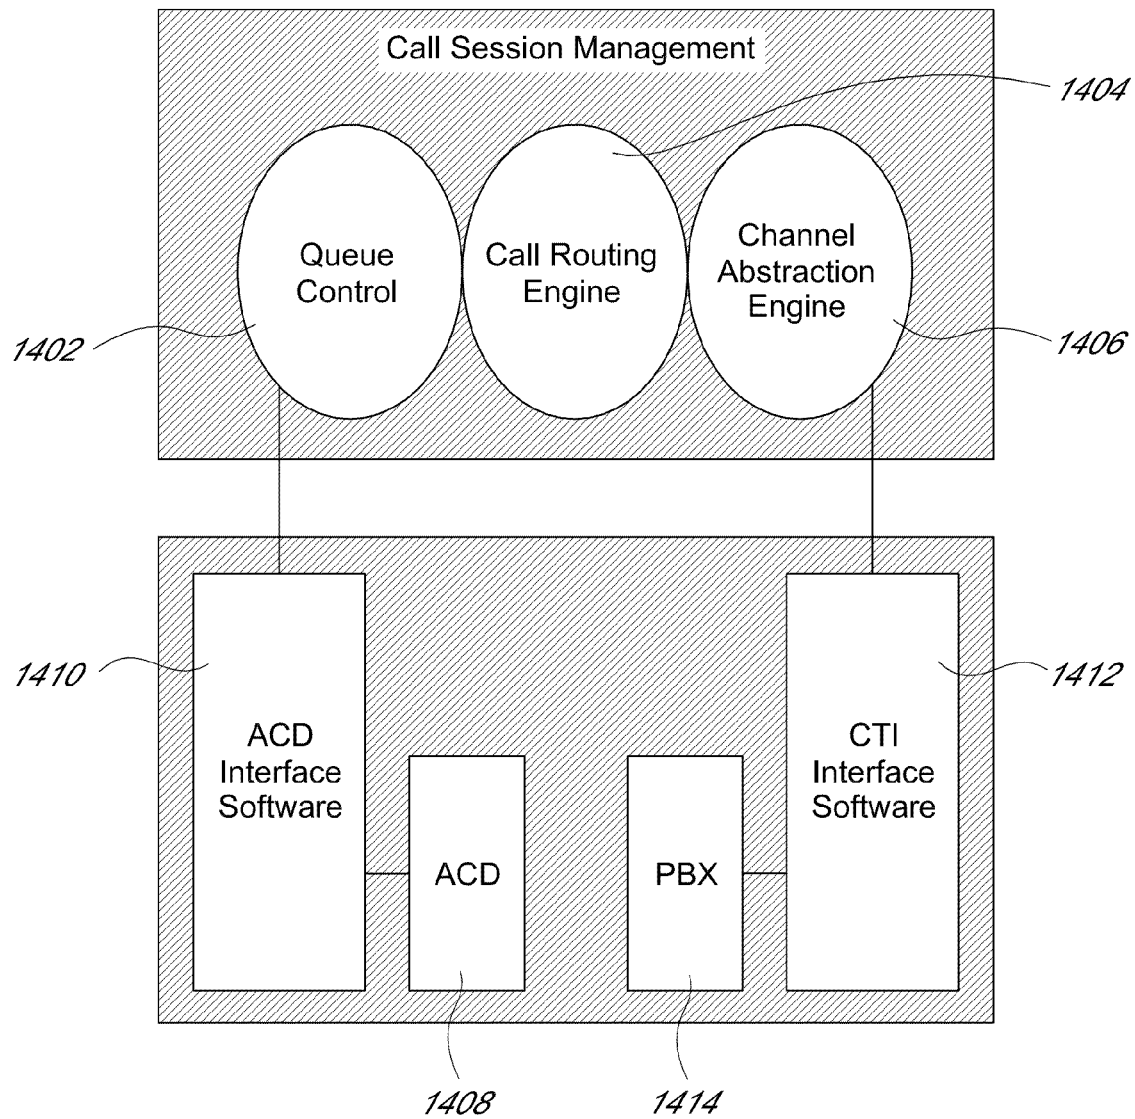 Call Session Management
1404
Queue
Control
Call Routing
Engine
Channel
Abstraction
Engine
1402
1406
1410
1412
ACD
Interface
Software
ACD
PBX
CTI
Interface
Software
1408
1414